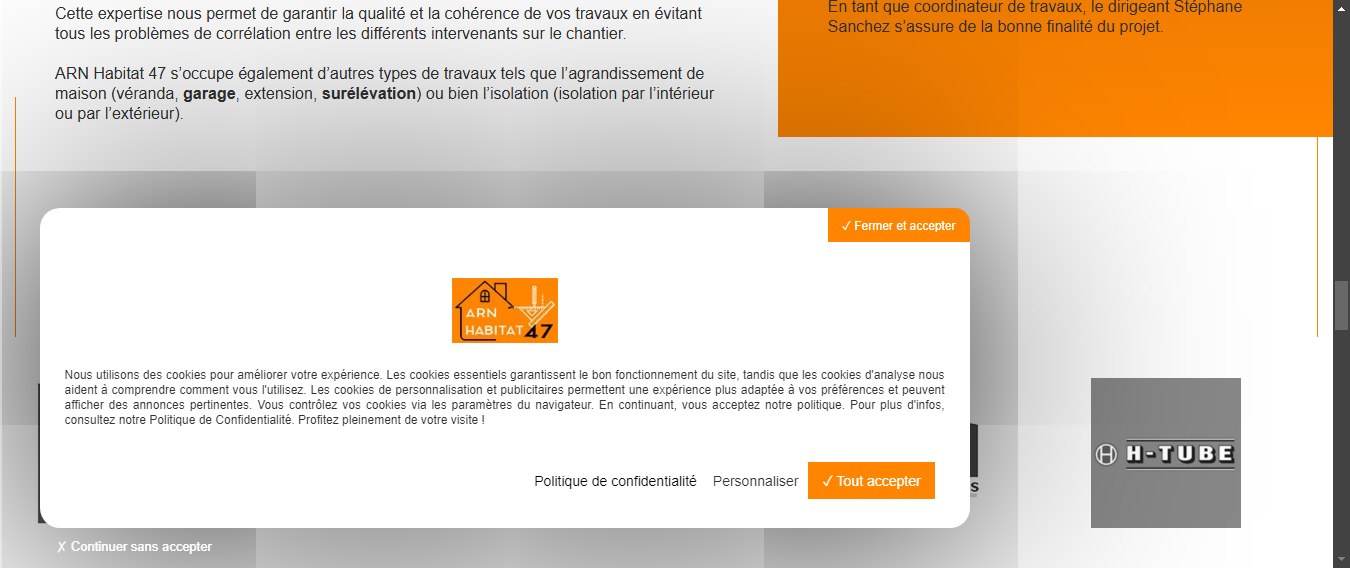 Cette expertise nous permet de garantir la qualité et la cohérence de vos travaux en évitant
tous les problèmes de corrélation entre les différents intervenants sur le chantier.
ARN Habitat 47 s’occupe également d’autres types de travaux tels que l’agrandissement de
maison (véranda, garage, extension, surélévation) ou bien l’isolation (isolation par l’intérieur
ou par l’extérieur).
En tant que coordinateur de travaux, le dirigeant Stéphane
Sanchez s’assure de la bonne finalité du projet.
✓ Fermer et accepter
ARN
HABITAT 47
Nous utilisons des cookies pour améliorer votre expérience. Les cookies essentiels garantissent le bon fonctionnement du site, tandis que les cookies d'analyse nous
aident à comprendre comment vous l'utilisez. Les cookies de personnalisation et publicitaires permettent une expérience plus adaptée à vos préférences et peuvent
afficher des annonces pertinentes. Vous contrôlez vos cookies via les paramètres du navigateur. En continuant, vous acceptez notre politique. Pour plus d'infos,
consultez notre Politique de Confidentialité. Profitez pleinement de votre visite !
Politique de confidentialité
Personnaliser
✓ Tout accepter
✗ Continuer sans accepter
H-TUBE